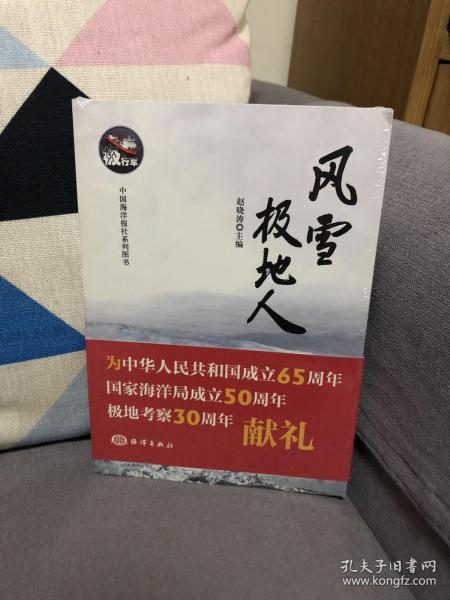 极行车
中国海洋报社系列图书
风雪
极地人
赵晓涛◎主编
为中华人民共和国成立65周年
国家海洋局成立50周年
极地考察30周年
献礼
海洋出版社
孔夫子旧书网
www.kongfz.com